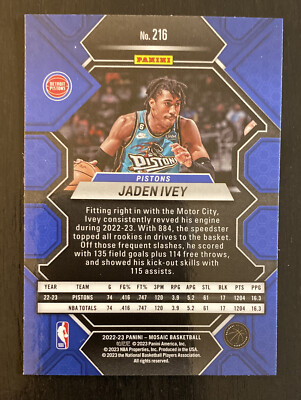 No. 216
PANINI
DETROIT PISTONS
PISTONS
PISTONS
JADEN IVEY
Fitting right in with the Motor City,
Ivey consistently revved his engine
during 2022-23. With 884, the speedster
topped all rookies in drives to the basket.
Off those frequent slashes, he scored
with 135 field goals plus 114 free throws,
and showed his kick-out skills with
115 assists.
YEAR TEAM G FG% FT% 3PM RPG APG STL BLK PTS PPG
22-23 PISTONS 74 .416 .747 120 3.9 5.2 61 17 1204 16.3
NBA TOTALS 74 .416 .747 120 3.9 5.2 61 17 1204 16.3
NBA
2022-23 PANINI - MOSAIC BASKETBALL
© 2023 Panini America, Inc.
© 2023 NBA Properties, Inc. Produced in the USA.
© 2023 the National Basketball Players Association.
All rights reserved.